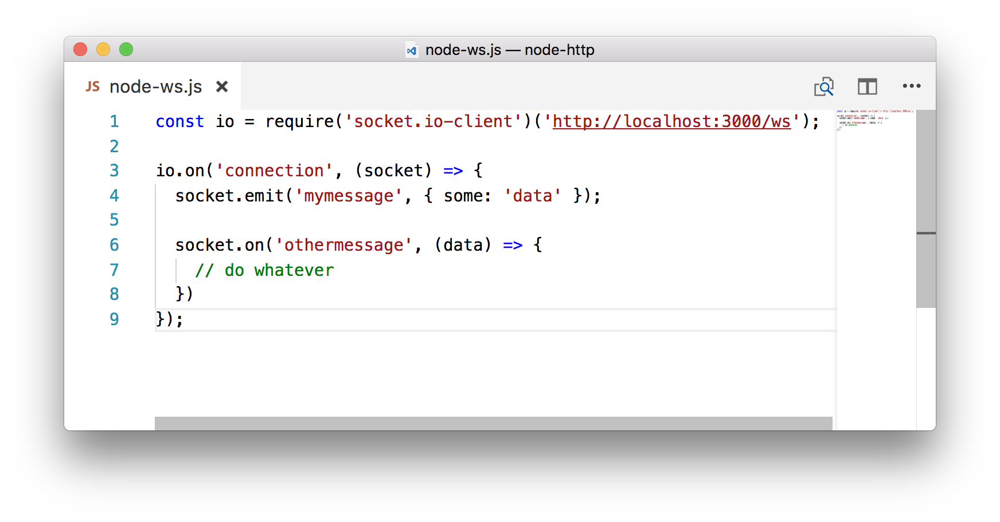 node-ws.js — node-http
JS node-ws.js
1 const io = require('socket.io-client')('http://localhost:3000/ws');
2
3 io.on('connection', (socket) => {
4   socket.emit('mymessage', { some: 'data' });
5
6   socket.on('othermessage', (data) => {
7     // do whatever
8   })
9 });